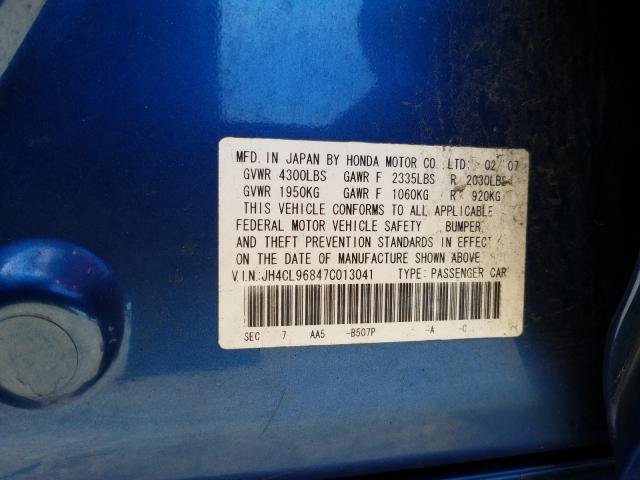 MFD. IN JAPAN BY HONDA MOTOR CO., LTD. 02/07
GVWR 4300LBS GAWR F 2335LBS R 2030LBS
GVWR 1950KG GAWR F 1060KG R 920KG
THIS VEHICLE CONFORMS TO ALL APPLICABLE
FEDERAL MOTOR VEHICLE SAFETY, BUMPER,
AND THEFT PREVENTION STANDARDS IN EFFECT
ON THE DATE OF MANUFACTURE SHOWN ABOVE.
V.I.N.:JH4CL96847C013041 TYPE: PASSENGER CAR
SEC 7 AA5 -B507P -A -C